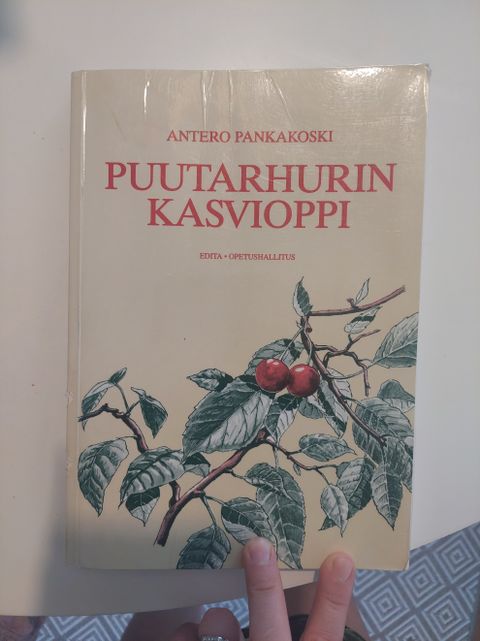 ANTERO PANKAKOSKI
PUUTARHURIN
KASVIOPPI
EDITA • OPETUSHALLITUS